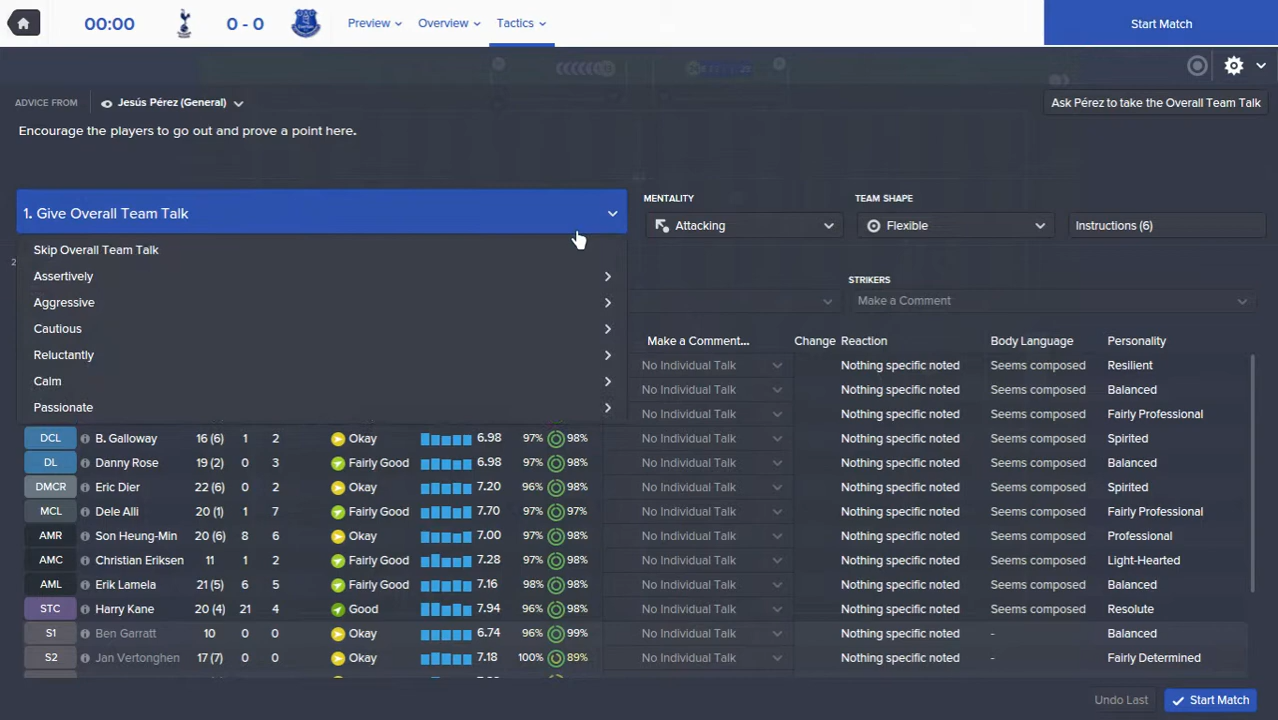 00:00 0 - 0 Preview Overview Tactics Start Match
ADVICE FROM Jesús Pérez (General) Ask Pérez to take the Overall Team Talk
Encourage the players to go out and prove a point here.
1. Give Overall Team Talk
MENTALITY TEAM SHAPE
Attacking Flexible Instructions (6)
Skip Overall Team Talk
Assertively
Aggressive
Cautious
Reluctantly
Calm
Passionate
2
STRIKERS
Make a Comment
Make a Comment... Change Reaction Body Language Personality
No Individual Talk Nothing specific noted Seems composed Resilient
No Individual Talk Nothing specific noted Seems composed Balanced
No Individual Talk Nothing specific noted Seems composed Fairly Professional
DCL B. Galloway 16 (6) 1 2 Okay 6.98 97% 98% No Individual Talk Nothing specific noted Seems composed Spirited
DL Danny Rose 19 (2) 0 3 Fairly Good 6.98 97% 98% No Individual Talk Nothing specific noted Seems composed Balanced
DMCR Eric Dier 22 (6) 0 2 Okay 7.20 96% 98% No Individual Talk Nothing specific noted Seems composed Spirited
MCL Dele Alli 20 (1) 1 7 Fairly Good 7.70 97% 97% No Individual Talk Nothing specific noted Seems composed Fairly Professional
AMR Son Heung-Min 20 (6) 8 6 Okay 7.00 97% 98% No Individual Talk Nothing specific noted Seems composed Professional
AMC Christian Eriksen 11 1 2 Fairly Good 7.28 97% 98% No Individual Talk Nothing specific noted Seems composed Light-Hearted
AML Erik Lamela 21 (5) 6 5 Fairly Good 7.16 98% 98% No Individual Talk Nothing specific noted Seems composed Balanced
STC Harry Kane 20 (4) 21 4 Good 7.94 96% 98% No Individual Talk Nothing specific noted Seems composed Resolute
S1 Ben Garratt 10 0 0 Okay 6.74 96% 99% No Individual Talk Nothing specific noted - Balanced
S2 Jan Vertonghen 17 (7) 0 0 Okay 7.18 100% 89% No Individual Talk Nothing specific noted - Fairly Determined
Undo Last Start Match